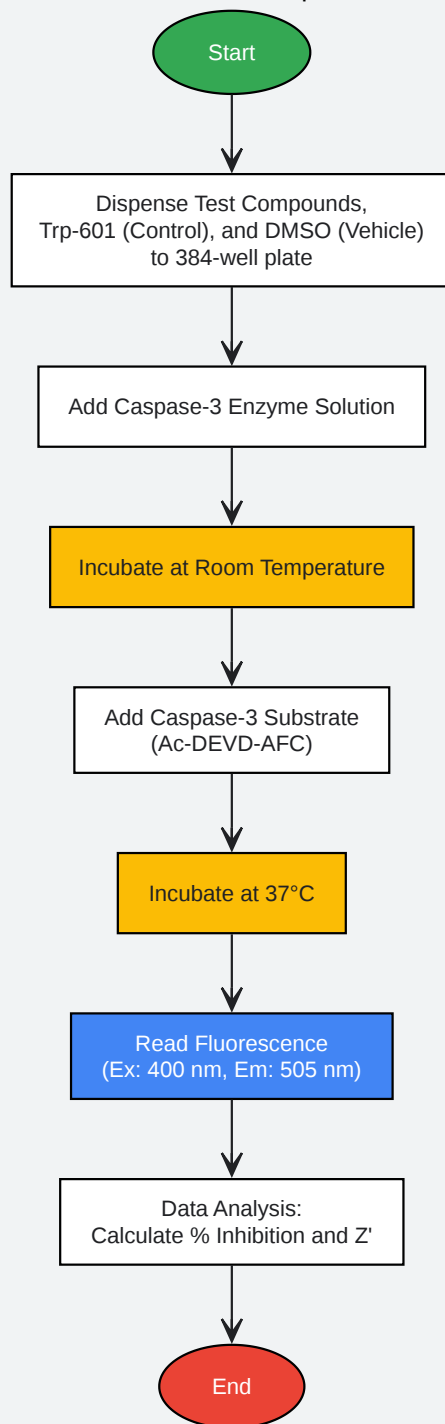 Start
Dispense Test Compounds,
Trp-601 (Control), and DMSO (Vehicle)
to 384-well plate
Add Caspase-3 Enzyme Solution
Incubate at Room Temperature
Add Caspase-3 Substrate
(Ac-DEVD-AFC)
Incubate at 37°C
Read Fluorescence
(Ex: 400 nm, Em: 505 nm)
Data Analysis:
Calculate % Inhibition and Z'
End